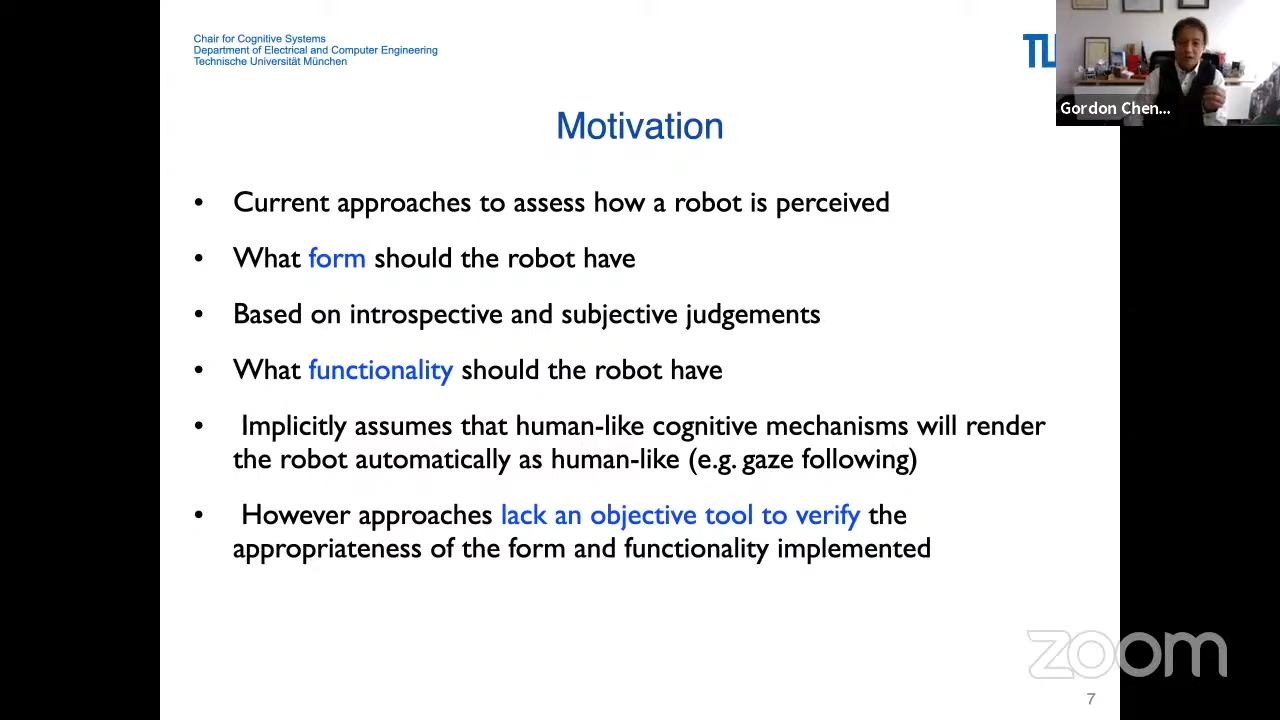 Chair for Cognitive Systems
Department of Electrical and Computer Engineering
Technische Universität München
Gordon Chen...
Motivation
• Current approaches to assess how a robot is perceived
• What form should the robot have
• Based on introspective and subjective judgements
• What functionality should the robot have
• Implicitly assumes that human-like cognitive mechanisms will render
the robot automatically as human-like (e.g. gaze following)
• However approaches lack an objective tool to verify the
appropriateness of the form and functionality implemented
zoom
7